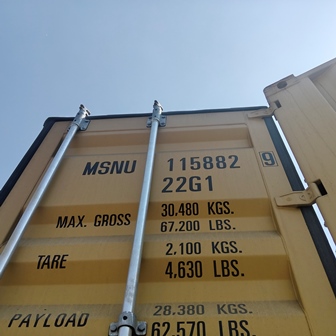 MSNU 115882 9
22G1
MAX. GROSS 30,480 KGS.
67,200 LBS.
TARE 2,100 KGS.
4,630 LBS.
PAYLOAD 28,380 KGS.
62,570 LBS.